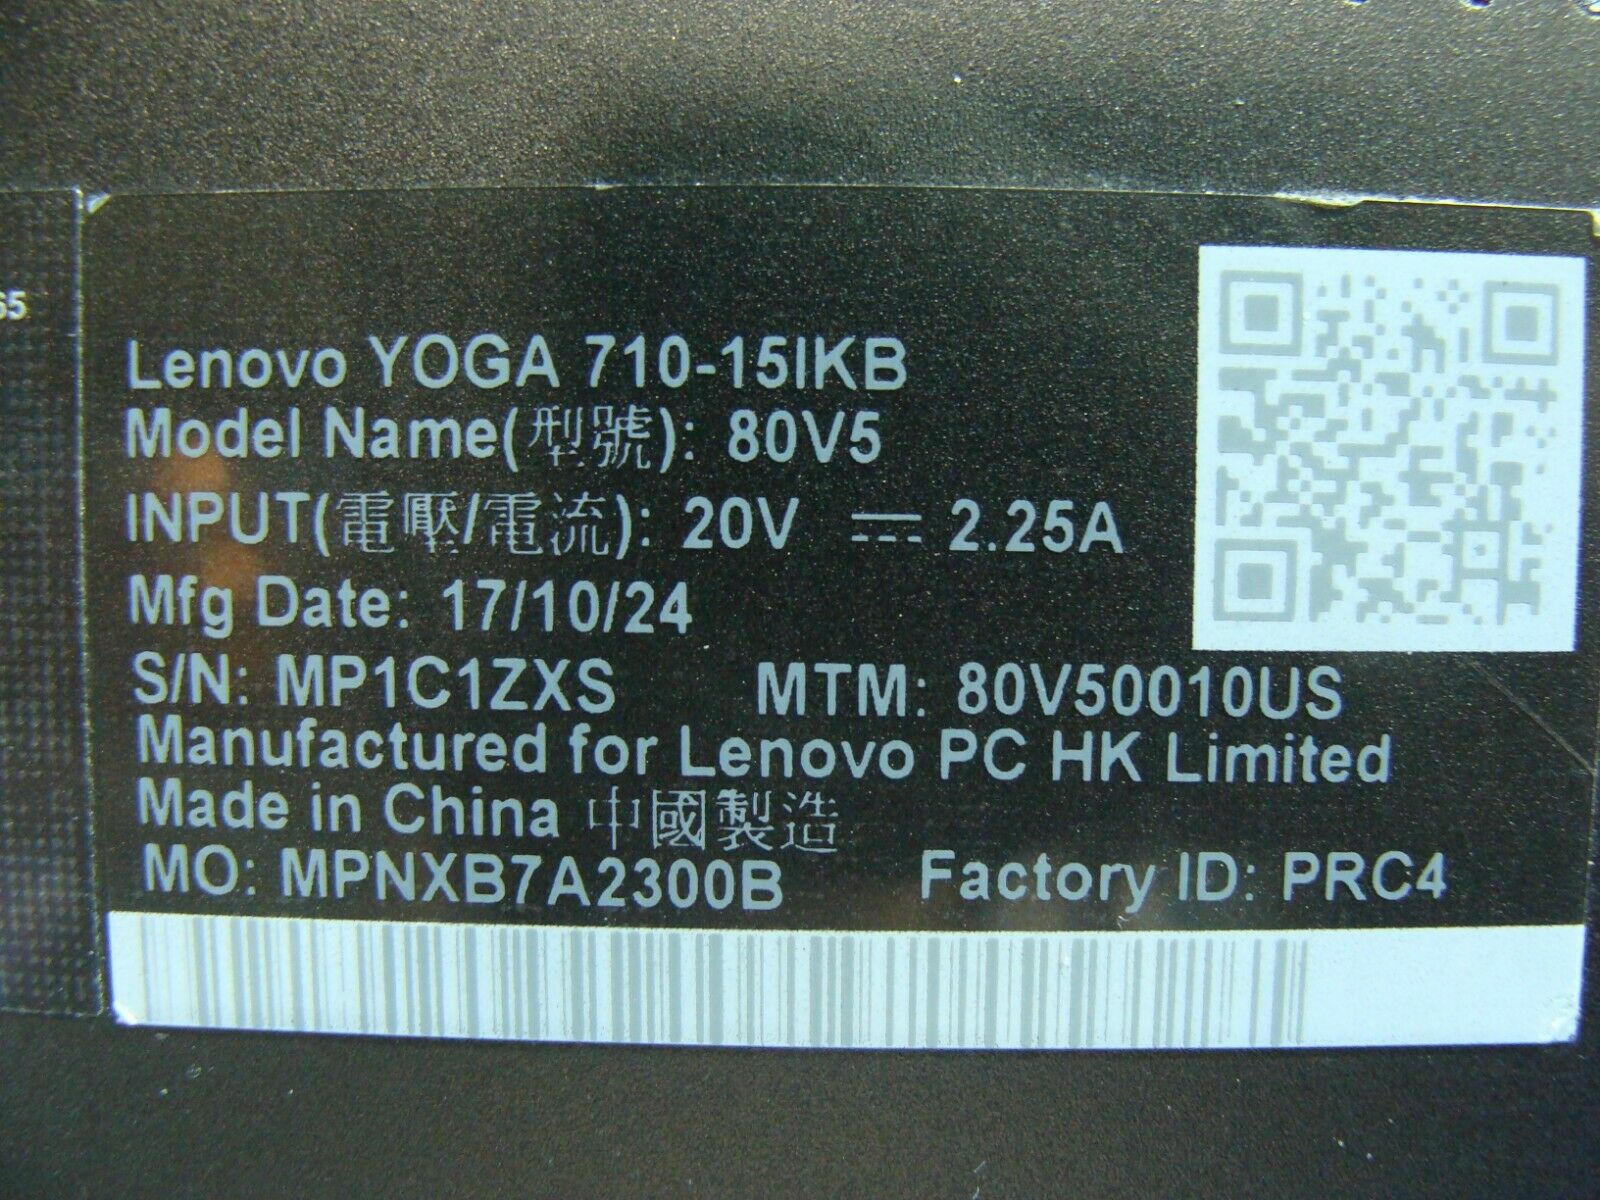 65
Lenovo YOGA 710-15IKB
Model Name(型號): 80V5
INPUT(電壓/電流): 20V ⎓ 2.25A
Mfg Date: 17/10/24
S/N: MP1C1ZXS MTM: 80V50010US
Manufactured for Lenovo PC HK Limited
Made in China 中國製造
MO: MPNXB7A2300B Factory ID: PRC4